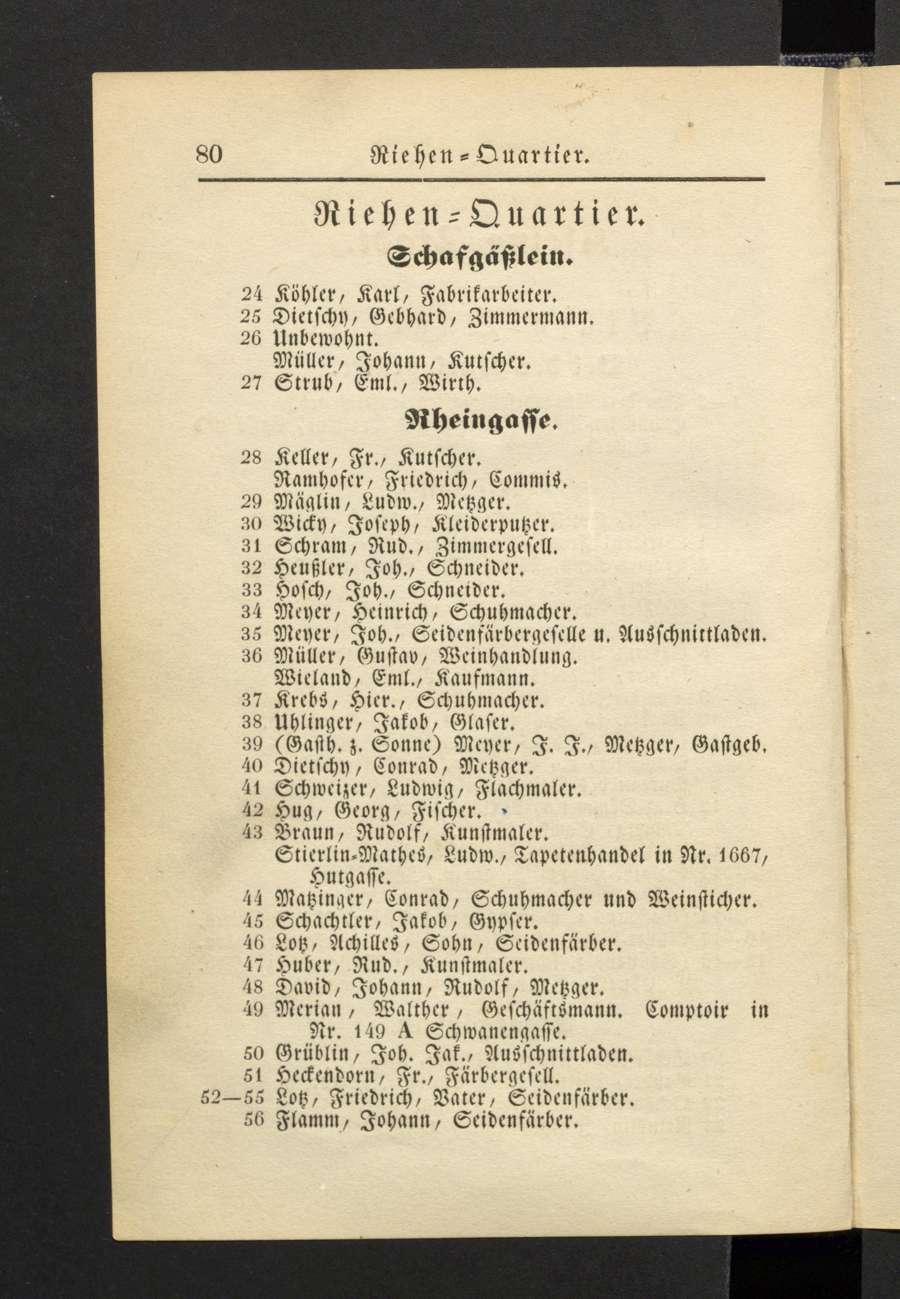 80 Riehen-Quartier.
Riehen-Quartier.
Schafgäßlein.
24 Köhler, Karl, Fabrikarbeiter.
25 Dietschy, Gebhard, Zimmermann.
26 Unbewohnt.
Müller, Johann, Kutscher.
27 Strub, Eml., Wirth.
Rheingasse.
28 Keller, Fr., Kutscher.
Ramhofer, Friedrich, Commis.
29 Mäglin, Ludw., Metzger.
30 Wicky, Joseph, Kleiderputzer.
31 Schram, Rud., Zimmergesell.
32 Heußler, Joh., Schneider.
33 Hosch, Joh., Schneider.
34 Meyer, Heinrich, Schuhmacher.
35 Meyer, Joh., Seidenfärbergeselle u. Ausschnittladen.
36 Müller, Gustav, Weinhandlung.
Wieland, Eml., Kaufmann.
37 Krebs, Hier., Schuhmacher.
38 Uhlinger, Jakob, Glaser.
39 (Gasth. z. Sonne) Meyer, J. J., Metzger, Gastgeb.
40 Dietschy, Conrad, Metzger.
41 Schweizer, Ludwig, Flachmaler.
42 Hug, Georg, Fischer.
43 Braun, Rudolf, Kunstmaler.
Stierlin-Mathes, Ludw., Tapetenhandel in Nr. 1667,
Hutgasse.
44 Matzinger, Conrad, Schuhmacher und Weinsticher.
45 Schachtler, Jakob, Gypser.
46 Lotz, Achilles, Sohn, Seidenfärber.
47 Huber, Rud., Kunstmaler.
48 David, Johann, Rudolf, Metzger.
49 Merian, Walther, Geschäftsmann. Comptoir in
Nr. 149 A Schwanengasse.
50 Grüblin, Joh. Jak., Ausschnittladen.
51 Heckendorn, Fr., Färbergesell.
52—55 Lotz, Friedrich, Vater, Seidenfärber.
56 Flamm, Johann, Seidenfärber.